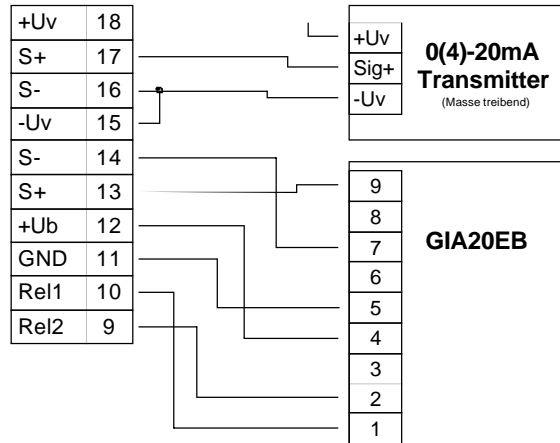 +Uv 18
S+ 17
S- 16
-Uv 15
S- 14
S+ 13
+Ub 12
GND 11
Rel1 10
Rel2 9
+Uv
Sig+
-Uv
0(4)-20mA
Transmitter
(Masse treibend)
9
8
7
6
5
4
3
2
1
GIA20EB